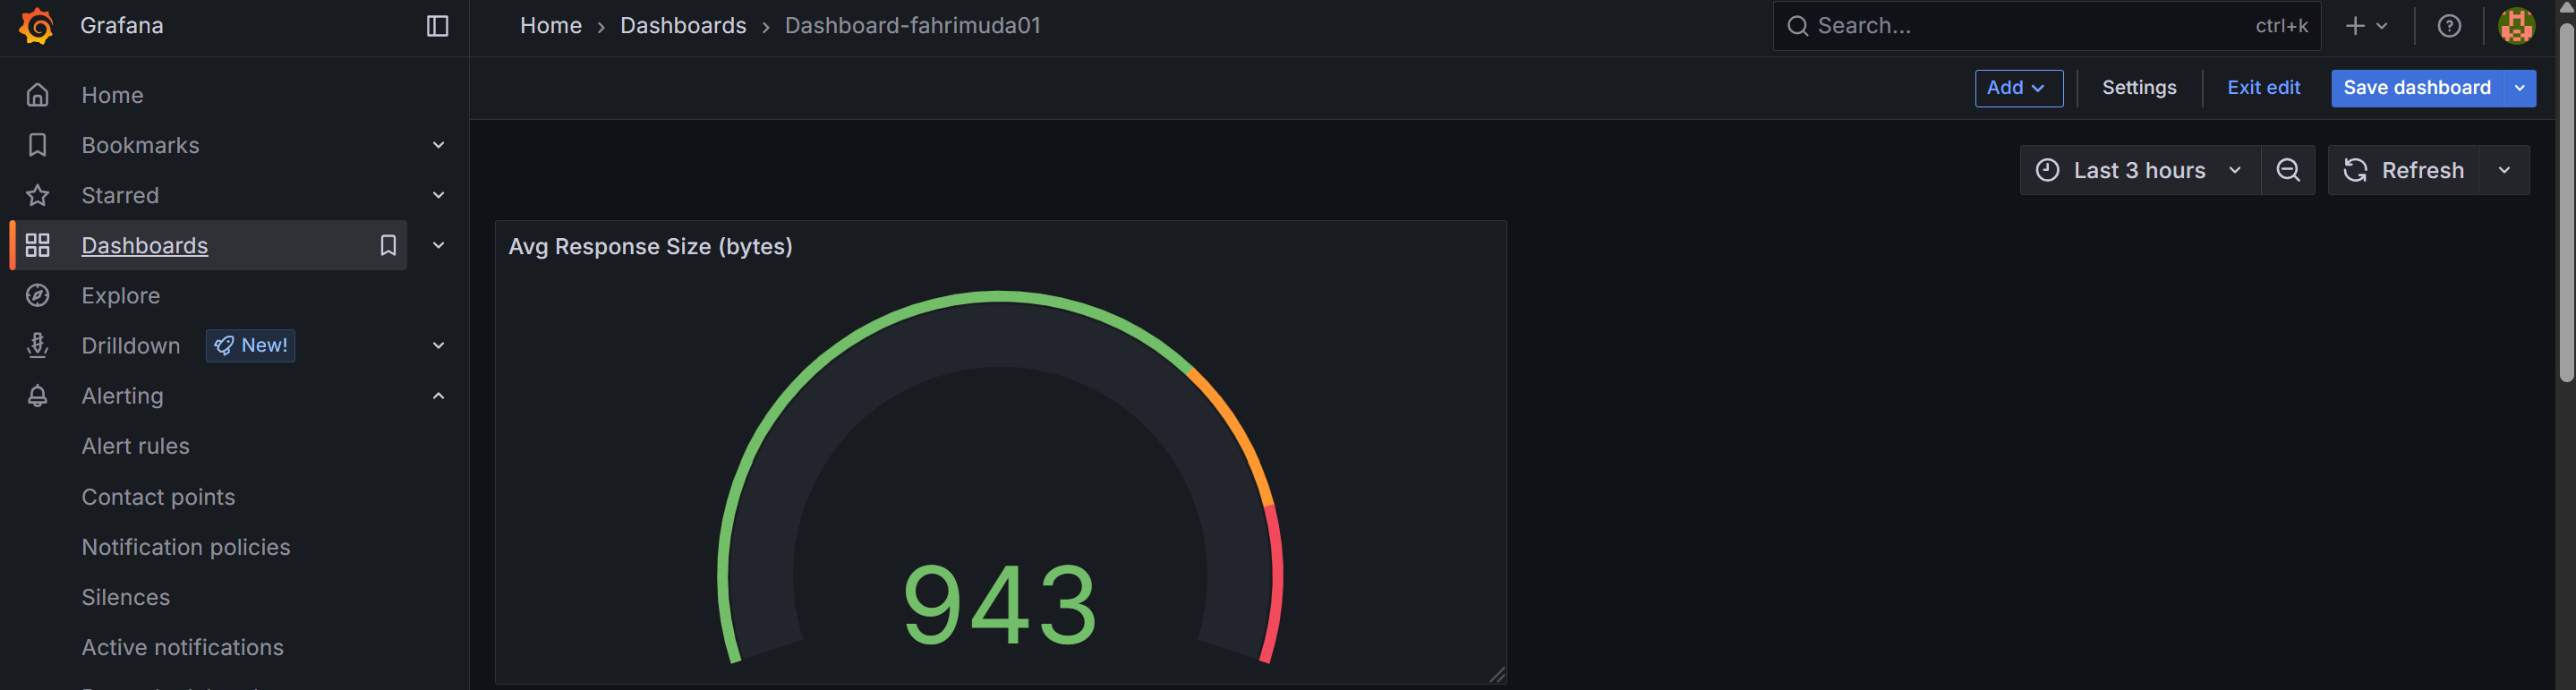 Grafana
Home › Dashboards › Dashboard-fahrimuda01
Search... ctrl+k
Add Settings Exit edit Save dashboard
Home
Bookmarks
Starred
Dashboards
Explore
Drilldown New!
Alerting
Alert rules
Contact points
Notification policies
Silences
Active notifications
Last 3 hours Refresh
Avg Response Size (bytes)
943